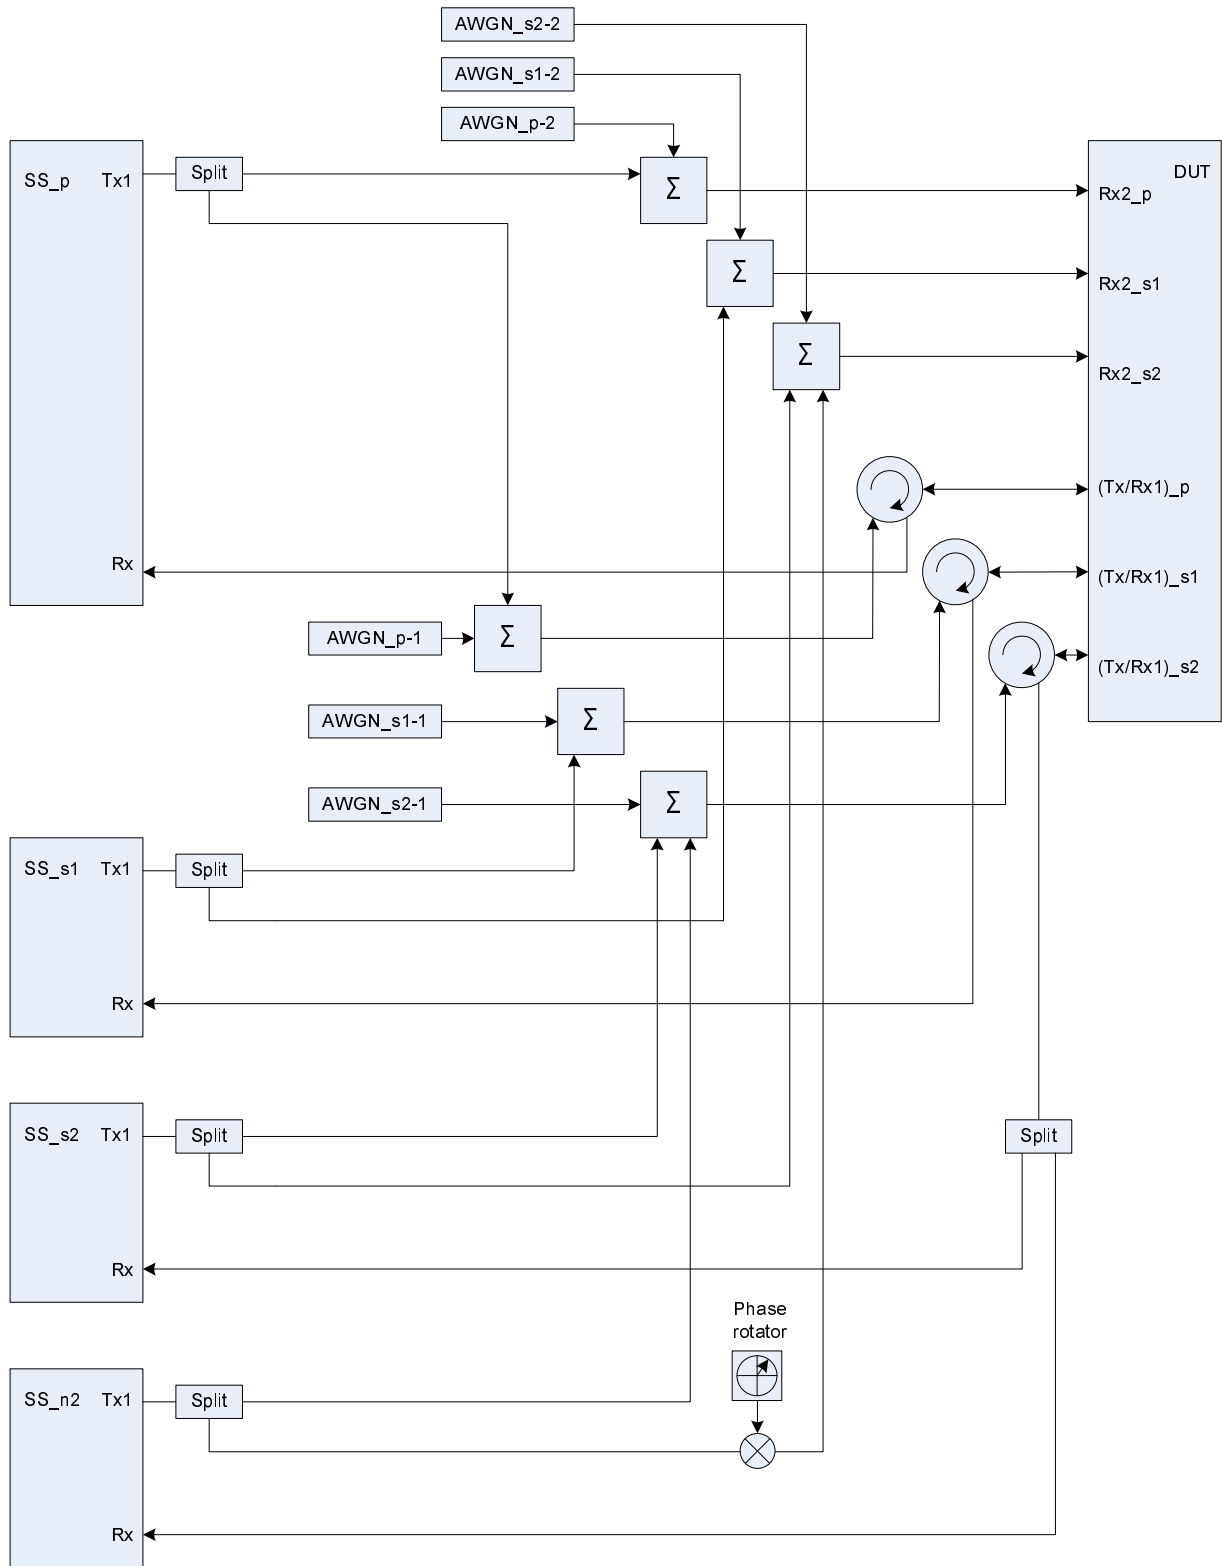 AWGN_s2-2
AWGN_s1-2
AWGN_p-2
SS_p Tx1
Split
Σ
DUT
Rx2_p
Σ
Rx2_s1
Σ
Rx2_s2
(Tx/Rx1)_p
Rx
(Tx/Rx1)_s1
AWGN_p-1
Σ
(Tx/Rx1)_s2
AWGN_s1-1
Σ
AWGN_s2-1
Σ
SS_s1 Tx1
Split
Rx
SS_s2 Tx1
Split
Split
Rx
Phase
rotator
SS_n2 Tx1
Split
Rx